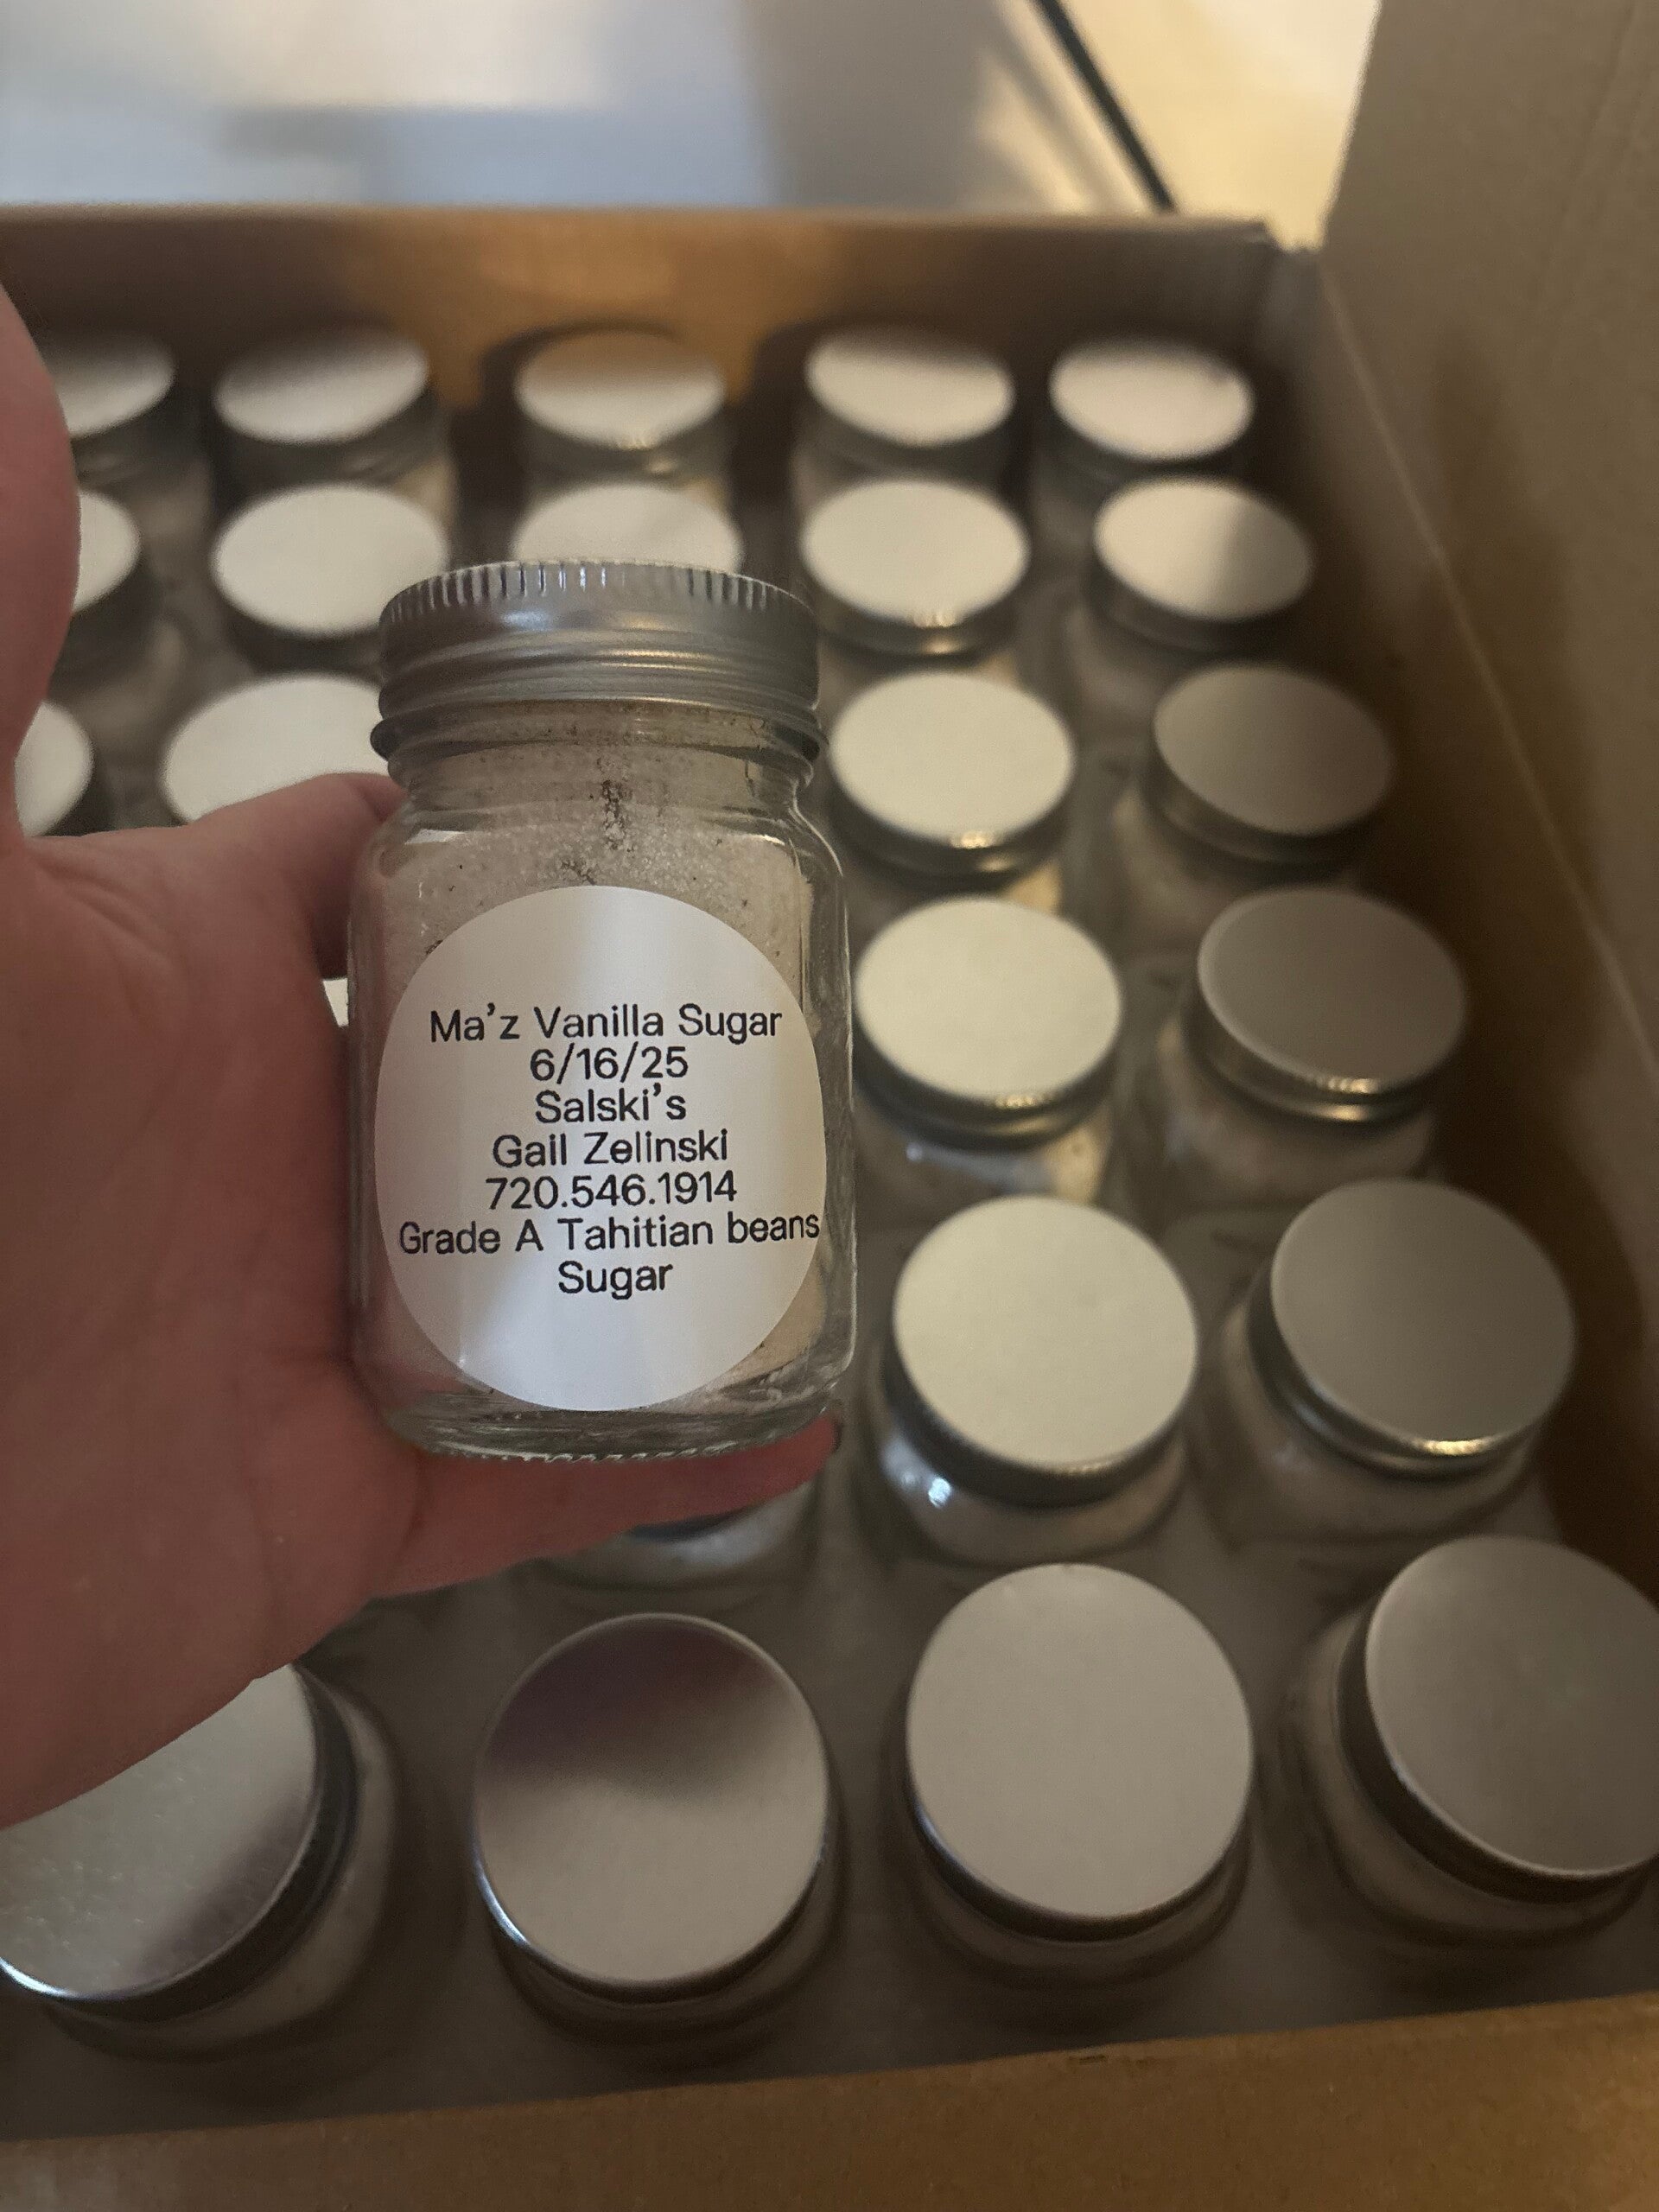 Ma'z Vanilla Sugar
6/16/25
Salski's
Gail Zelinski
720.546.1914
Grade A Tahitian beans
Sugar